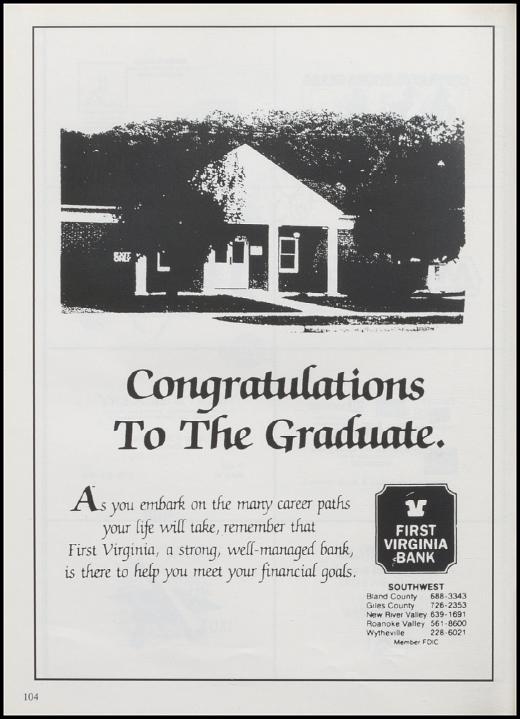 EXIT
ONLY
Congratulations
To The Graduate.
As you embark on the many career paths
your life will take, remember that
First Virginia, a strong, well-managed bank,
is there to help you meet your financial goals.
FIRST
VIRGINIA
BANK
SOUTHWEST
Bland County 688-3343
Giles County 726-2353
New River Valley 639-1691
Roanoke Valley 561-8600
Wytheville 228-6021
Member FDIC
104